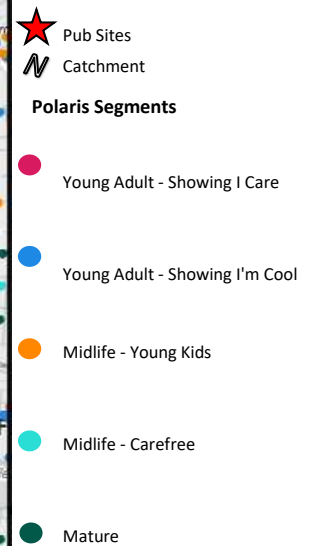 Pub Sites
Catchment
Polaris Segments
Young Adult - Showing I Care
Young Adult - Showing I'm Cool
Midlife - Young Kids
Midlife - Carefree
Mature